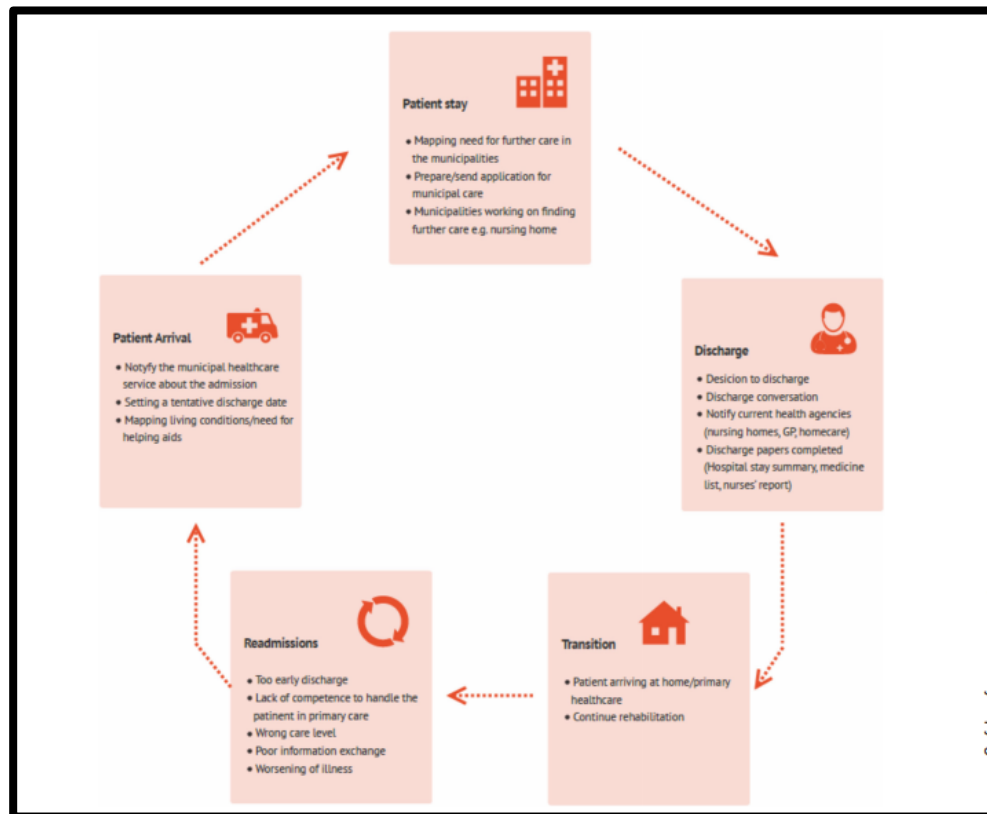 Patient stay
• Mapping need for further care in
the municipalities
• Prepare/send application for
municipal care
• Municipalities working on finding
further care e.g. nursing home
Patient Arrival
• Notyfy the municipal healthcare
service about the admission
• Setting a tentative discharge date
• Mapping living conditions/need for
helping aids
Discharge
• Desicion to discharge
• Discharge conversation
• Notify current health agencies
(nursing homes, GP, homecare)
• Discharge papers completed
(Hospital stay summary, medicine
list, nurses' report)
Transition
• Patient arriving at home/primary
healthcare
• Continue rehabilitation
Readmissions
• Too early discharge
• Lack of competence to handle the
patinent in primary care
• Wrong care level
• Poor information exchange
• Worsening of illness